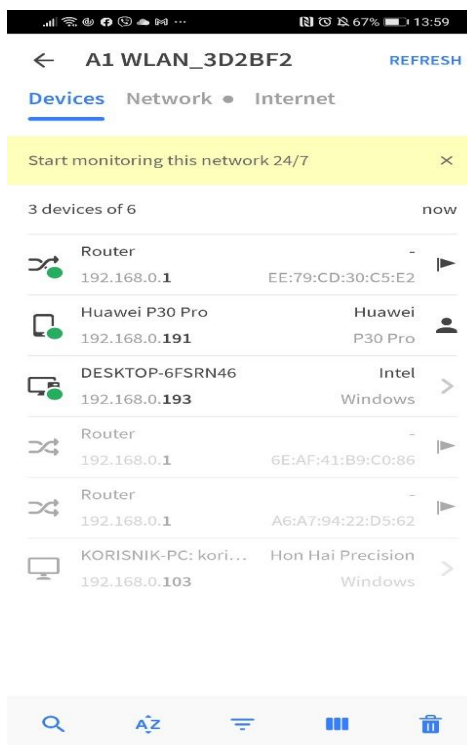 67% 13:59
A1 WLAN_3D2BF2 REFRESH
Devices Network Internet
Start monitoring this network 24/7
3 devices of 6 now
Router -
192.168.0.1 EE:79:CD:30:C5:E2
Huawei P30 Pro Huawei
192.168.0.191 P30 Pro
DESKTOP-6FSRN46 Intel
192.168.0.193 Windows
Router -
192.168.0.1 6E:AF:41:B9:C0:86
Router -
192.168.0.1 A6:A7:94:22:D5:62
KORISNIK-PC: kori... Hon Hai Precision
192.168.0.103 Windows
AZ